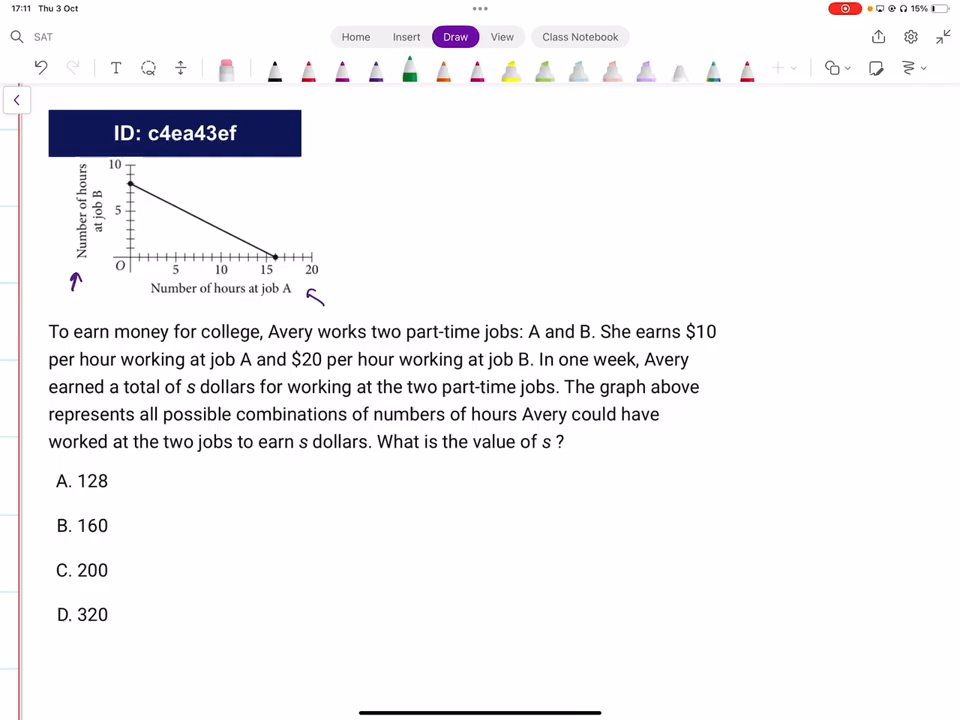 17:11 Thu 3 Oct
15%
SAT
Home Insert Draw View Class Notebook
T
ID: c4ea43ef
Number of hours
at job B
10
5
O
5 10 15 20
Number of hours at job A
To earn money for college, Avery works two part-time jobs: A and B. She earns $10
per hour working at job A and $20 per hour working at job B. In one week, Avery
earned a total of s dollars for working at the two part-time jobs. The graph above
represents all possible combinations of numbers of hours Avery could have
worked at the two jobs to earn s dollars. What is the value of s ?
A. 128
B. 160
C. 200
D. 320